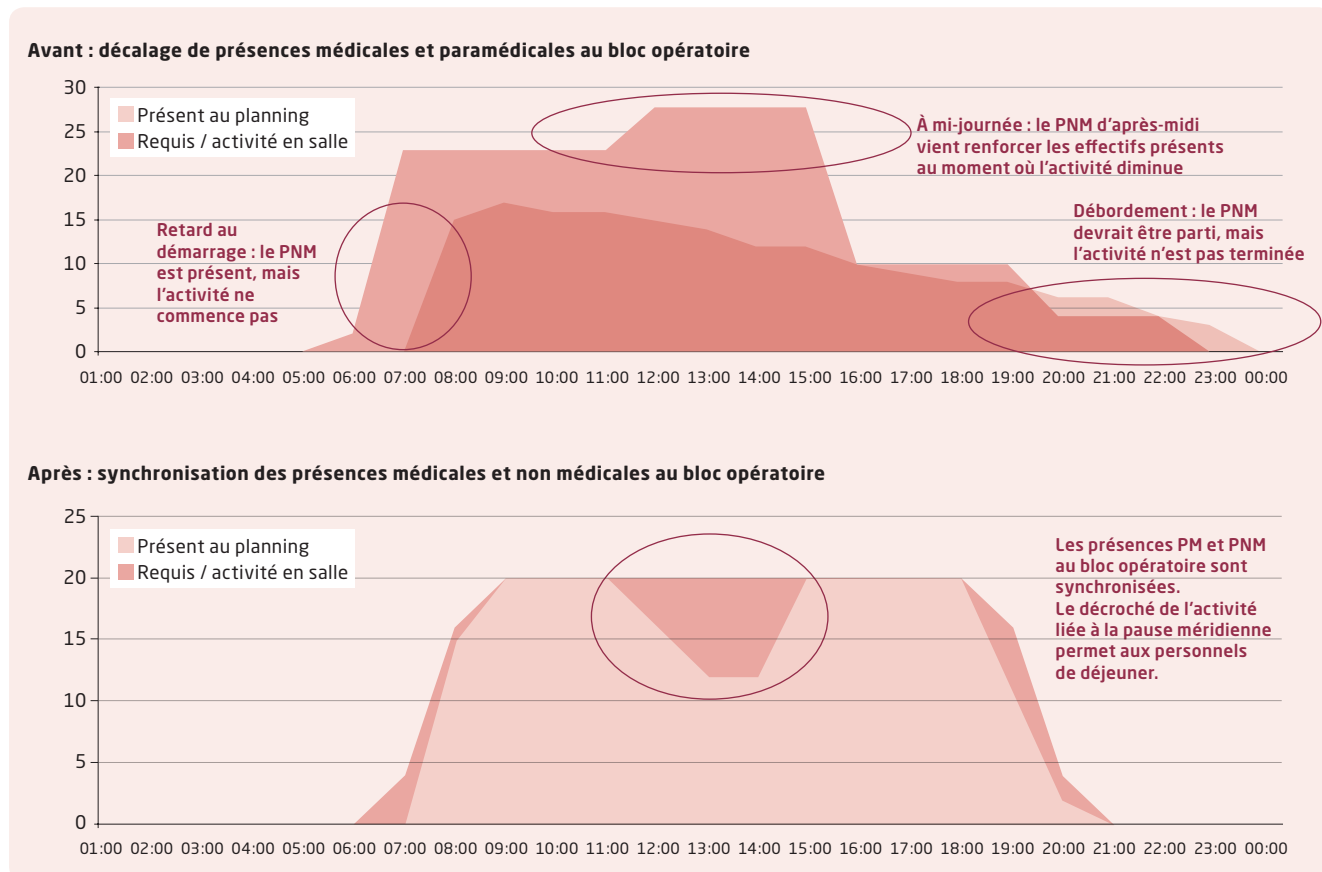 Avant : décalage de présences médicales et paramédicales au bloc opératoire
30
25
20
15
10
5
0
Présent au planning
Requis / activité en salle
Retard au
démarrage : le PNM
est présent, mais
l'activité ne
commence pas
À mi-journée : le PNM d'après-midi
vient renforcer les effectifs présents
au moment où l'activité diminue
Débordement : le PNM
devrait être parti, mais
l'activité n'est pas terminée
01:00 02:00 03:00 04:00 05:00 06:00 07:00 08:00 09:00 10:00 11:00 12:00 13:00 14:00 15:00 16:00 17:00 18:00 19:00 20:00 21:00 22:00 23:00 00:00
Après : synchronisation des présences médicales et non médicales au bloc opératoire
25
20
15
10
5
0
Présent au planning
Requis / activité en salle
Les présences PM et PNM
au bloc opératoire sont
synchronisées.
Le décroché de l'activité
liée à la pause méridienne
permet aux personnels
de déjeuner.
01:00 02:00 03:00 04:00 05:00 06:00 07:00 08:00 09:00 10:00 11:00 12:00 13:00 14:00 15:00 16:00 17:00 18:00 19:00 20:00 21:00 22:00 23:00 00:00